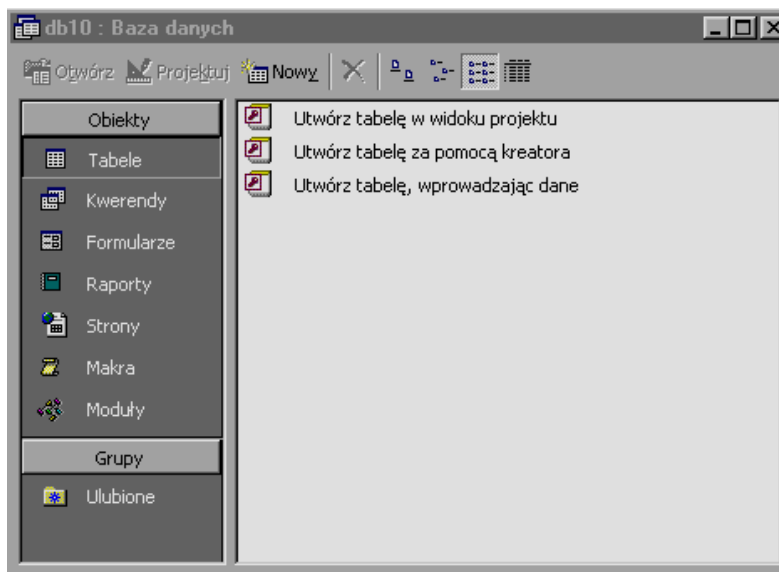 db10 : Baza danych
Otwórz Projektuj Nowy
Obiekty
Tabele
Kwerendy
Formularze
Raporty
Strony
Makra
Moduły
Grupy
Ulubione
Utwórz tabelę w widoku projektu
Utwórz tabelę za pomocą kreatora
Utwórz tabelę, wprowadzając dane